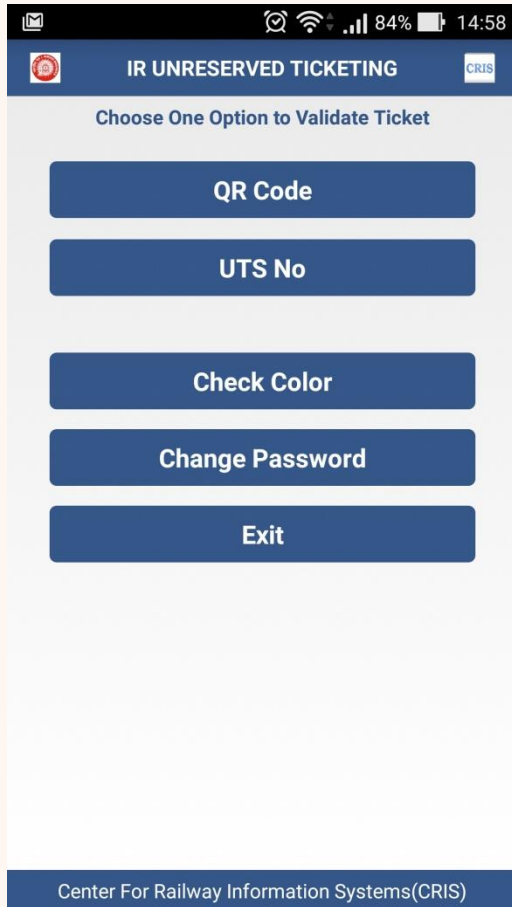 84% 14:58
IR UNRESERVED TICKETING CRIS
Choose One Option to Validate Ticket
QR Code
UTS No
Check Color
Change Password
Exit
Center For Railway Information Systems(CRIS)